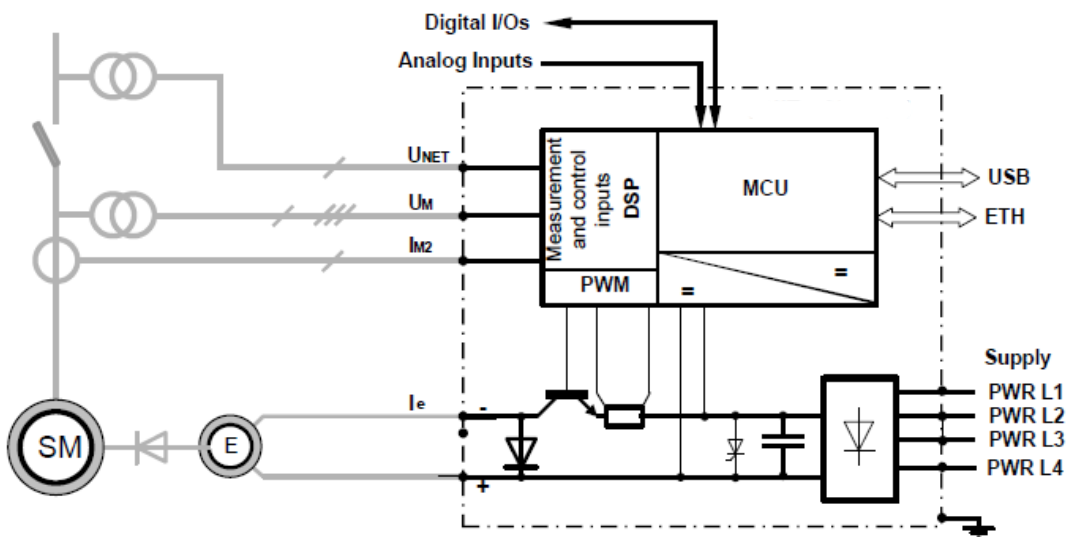 Digital I/Os
Analog Inputs
UNET
UM
IM2
Measurement
and control
inputs
DSP
MCU
PWM
=
=
USB
ETH
Supply
PWR L1
PWR L2
PWR L3
PWR L4
Ie
-
+
SM
E